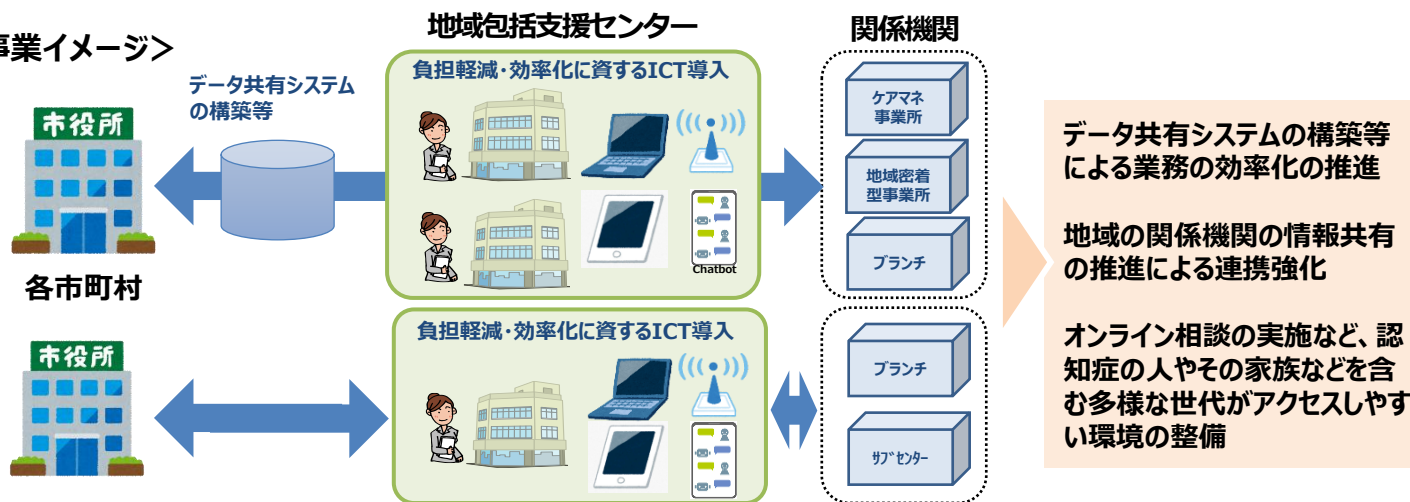 事業イメージ＞
地域包括支援センター
関係機関
データ共有システム
の構築等
負担軽減・効率化に資するICT導入
市役所
各市町村
Chatbot
ケアマネ
事業所
地域密着
型事業所
ブランチ
データ共有システムの構築等
による業務の効率化の推進
地域の関係機関の情報共有
の推進による連携強化
オンライン相談の実施など、認
知症の人やその家族などを含
む多様な世代がアクセスしやす
い環境の整備
市役所
負担軽減・効率化に資するICT導入
ブランチ
ｻﾌﾞｾﾝﾀｰ